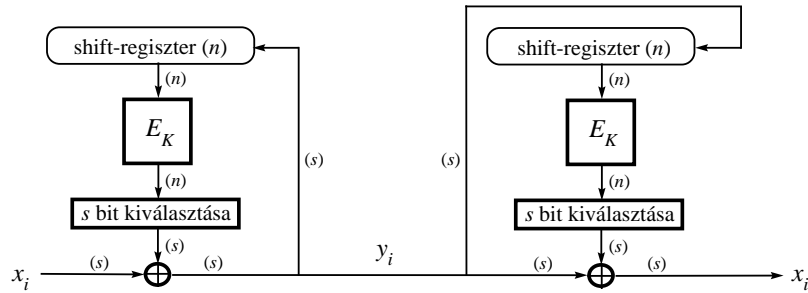 shift-regiszter (n)
(n)
E_K
(n)
s bit kiválasztása
(s)
x_i
(s)
(s)
(s)
y_i
(s)
shift-regiszter (n)
(n)
E_K
(n)
s bit kiválasztása
(s)
(s)
(s)
x_i